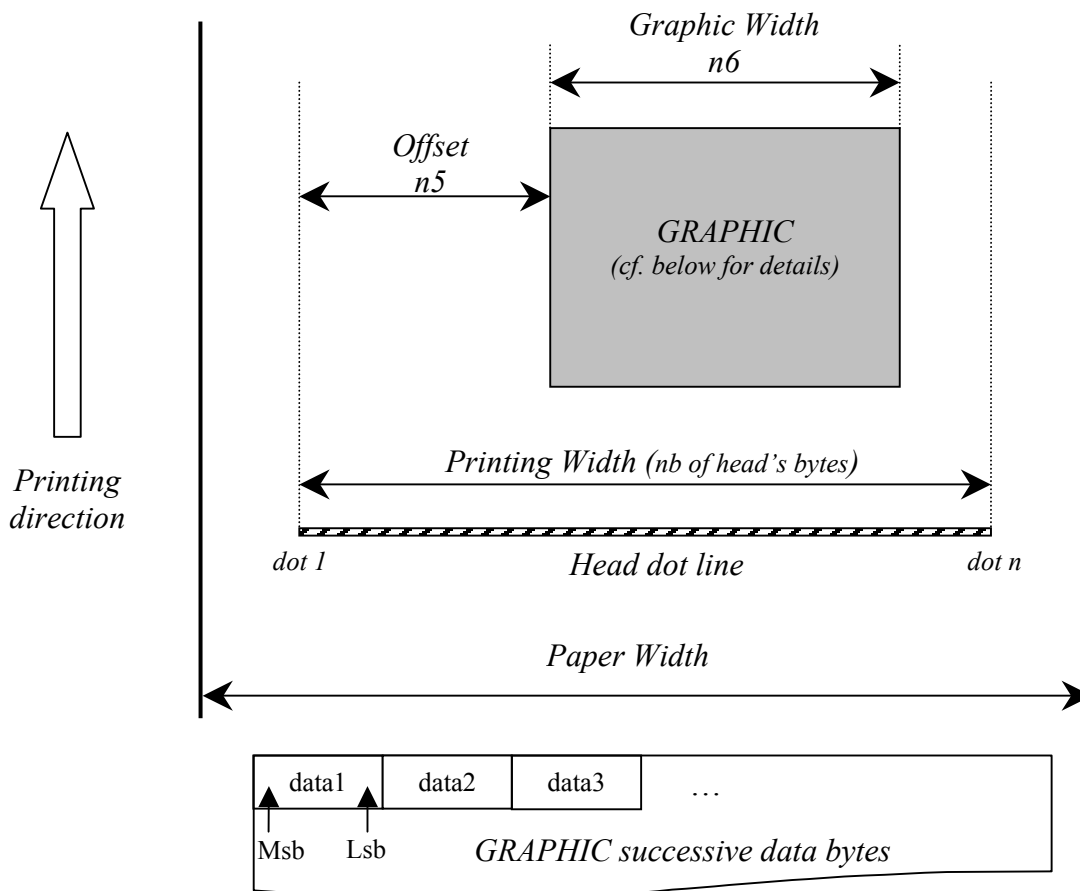 Graphic Width
n6
Offset
n5
GRAPHIC
(cf. below for details)
Printing
direction
Printing Width (nb of head’s bytes)
dot 1
Head dot line
dot n
Paper Width
data1
data2
data3
…
Msb
Lsb
GRAPHIC successive data bytes